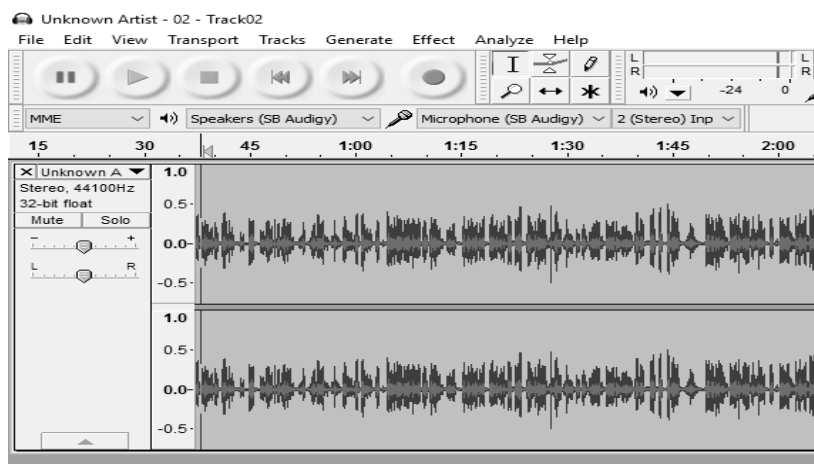 Unknown Artist - 02 - Track02
File Edit View Transport Tracks Generate Effect Analyze Help
L
R
L
R
-24 0
MME Speakers (SB Audigy) Microphone (SB Audigy) 2 (Stereo) Inp
15 30 45 1:00 1:15 1:30 1:45 2:00
X Unknown A 1.0
Stereo, 44100Hz
32-bit float 0.5
Mute Solo
- + 0.0
L R
-0.5
1.0
0.5
0.0
-0.5